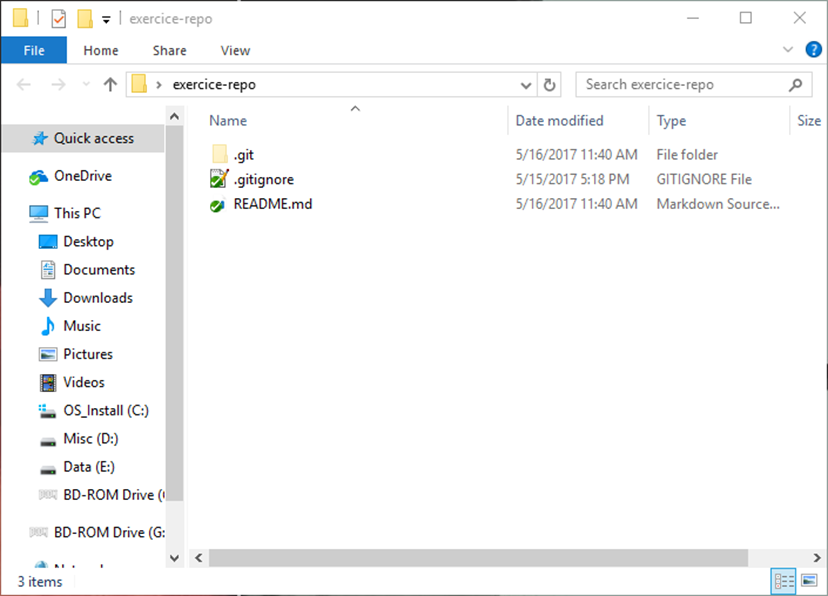 exercice-repo
File Home Share View
exercice-repo
Search exercice-repo
Name Date modified Type Size
Quick access
OneDrive
This PC
Desktop
Documents
Downloads
Music
Pictures
Videos
OS_Install (C:)
Misc (D:)
Data (E:)
BD-ROM Drive (
BD-ROM Drive (G:
.git 5/16/2017 11:40 AM File folder
.gitignore 5/15/2017 5:18 PM GITIGNORE File
README.md 5/16/2017 11:40 AM Markdown Source...
3 items